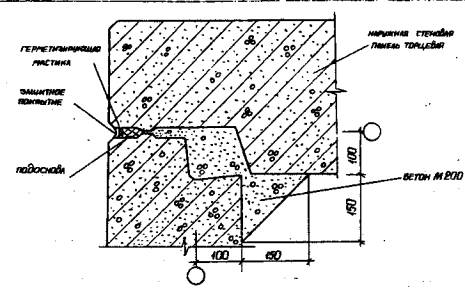 ГЕРМЕТИЗИРУЮЩАЯ
МАСТИКА
ЗАЩИТНОЕ
ПОКРЫТИЕ
ПОДОСНОВА
НАРУЖНАЯ СТЕНОВАЯ
ПАНЕЛЬ ТОРЦЕВАЯ
100
БЕТОН М 200
150
100
150